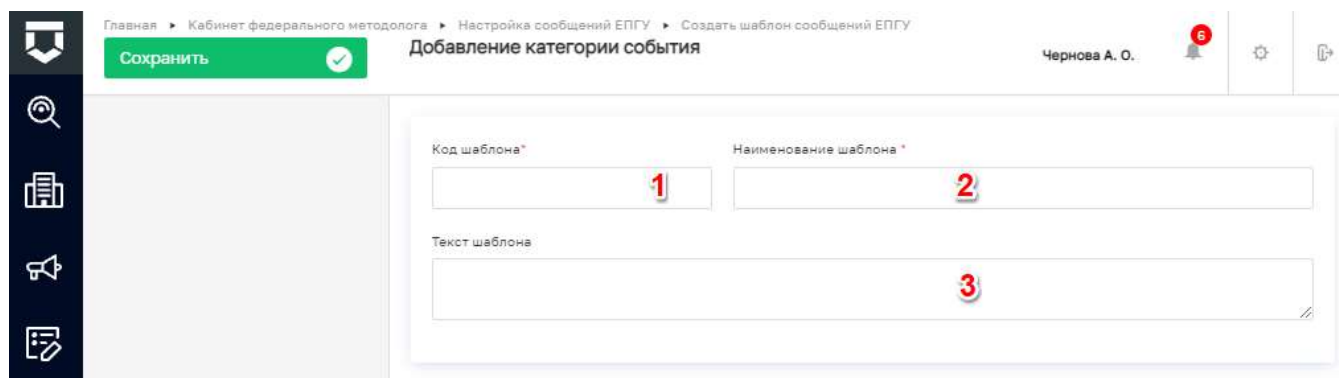 Главная ▸ Кабинет федерального методолога ▸ Настройка сообщений ЕПГУ ▸ Создать шаблон сообщений ЕПГУ
Сохранить
Добавление категории события
Чернова А. О.
6
Код шаблона*
Наименование шаблона *
1
2
Текст шаблона
3